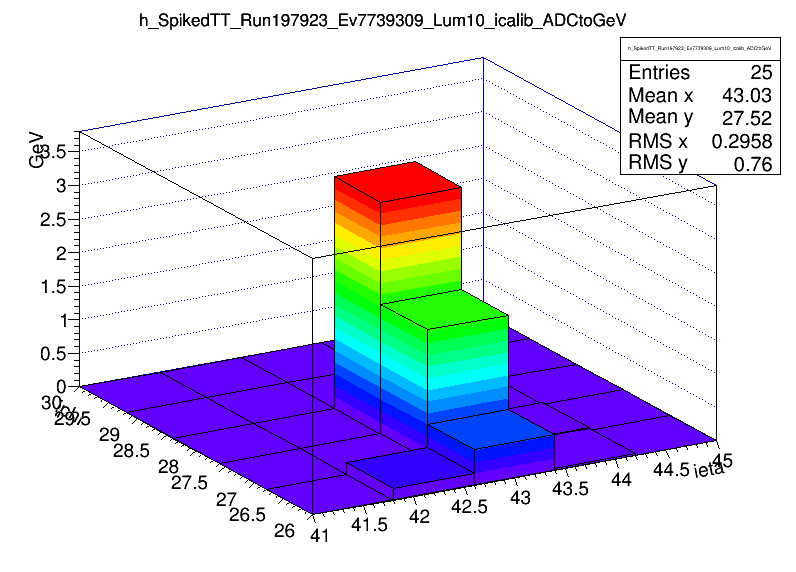 h_SpikedTT_Run197923_Ev7739309_Lum10_icalib_ADCtoGeV
h_SpikedTT_Run197923_Ev7739309_Lum10_icalib_ADCtoGeV
Entries 25
Mean x 43.03
Mean y 27.52
RMS x 0.2958
RMS y 0.76
GeV
3.5
3
2.5
2
1.5
1
0.5
0
30
29.5
29
28.5
28
27.5
27
26.5
26
41
41.5
42
42.5
43
43.5
44
44.5
45
ieta